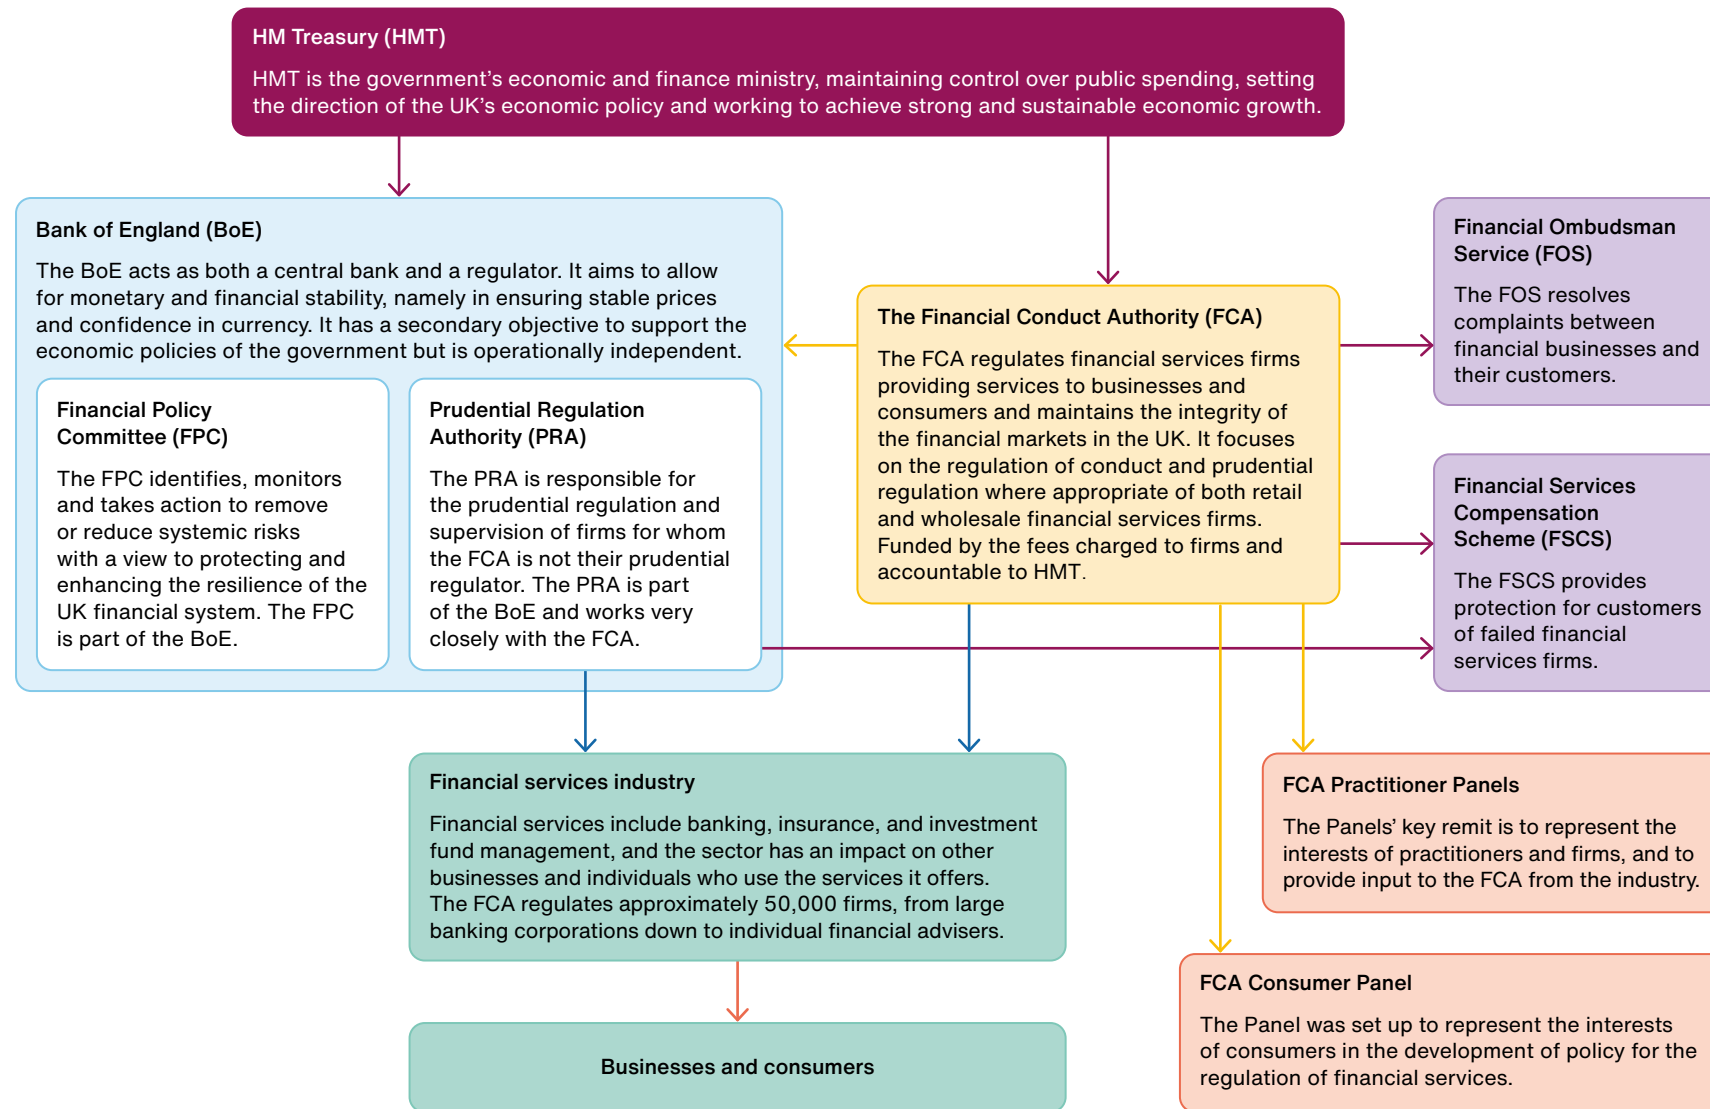 HM Treasury (HMT)
HMT is the government’s economic and finance ministry, maintaining control over public spending, setting
the direction of the UK’s economic policy and working to achieve strong and sustainable economic growth.
Bank of England (BoE)
The BoE acts as both a central bank and a regulator. It aims to allow
for monetary and financial stability, namely in ensuring stable prices
and confidence in currency. It has a secondary objective to support the
economic policies of the government but is operationally independent.
Financial Policy
Committee (FPC)
The FPC identifies, monitors
and takes action to remove
or reduce systemic risks
with a view to protecting and
enhancing the resilience of the
UK financial system. The FPC
is part of the BoE.
Prudential Regulation
Authority (PRA)
The PRA is responsible for
the prudential regulation and
supervision of firms for whom
the FCA is not their prudential
regulator. The PRA is part
of the BoE and works very
closely with the FCA.
The Financial Conduct Authority (FCA)
The FCA regulates financial services firms
providing services to businesses and
consumers and maintains the integrity of
the financial markets in the UK. It focuses
on the regulation of conduct and prudential
regulation where appropriate of both retail
and wholesale financial services firms.
Funded by the fees charged to firms and
accountable to HMT.
Financial Ombudsman
Service (FOS)
The FOS resolves
complaints between
financial businesses and
their customers.
Financial Services
Compensation
Scheme (FSCS)
The FSCS provides
protection for customers
of failed financial
services firms.
Financial services industry
Financial services include banking, insurance, and investment
fund management, and the sector has an impact on other
businesses and individuals who use the services it offers.
The FCA regulates approximately 50,000 firms, from large
banking corporations down to individual financial advisers.
FCA Practitioner Panels
The Panels’ key remit is to represent the
interests of practitioners and firms, and to
provide input to the FCA from the industry.
FCA Consumer Panel
The Panel was set up to represent the interests
of consumers in the development of policy for the
regulation of financial services.
Businesses and consumers